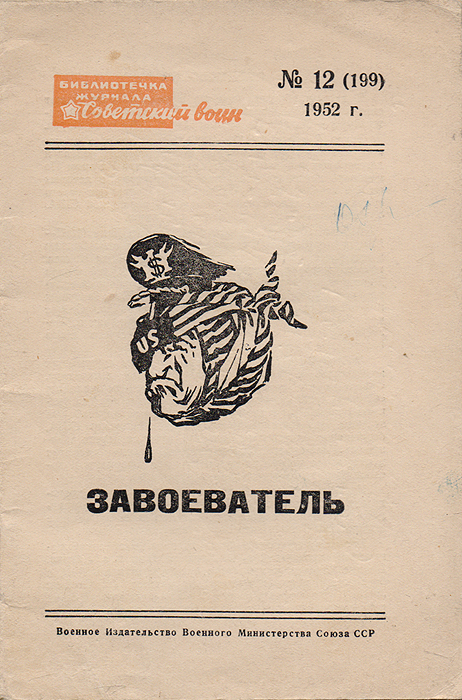 БИБЛИОТЕЧКА
ЖУРНАЛА
Советский воин
№ 12 (199)
1952 г.
$
US
ЗАВОЕВАТЕЛЬ
Военное Издательство Военного Министерства Союза ССР